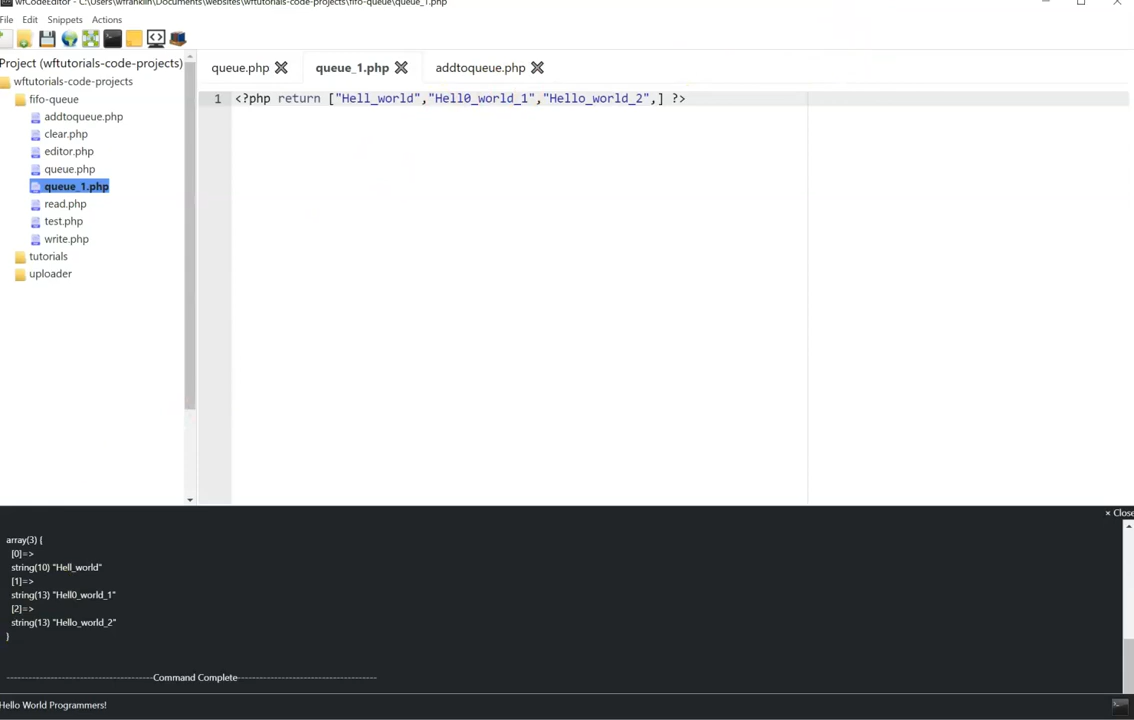 wfCodeEditor - C:\Users\wffranklin\Documents\websites\wftutorials-code-projects\fifo-queue\queue_1.php
File Edit Snippets Actions
Project (wftutorials-code-projects)
wftutorials-code-projects
fifo-queue
addtoqueue.php
clear.php
editor.php
queue.php
queue_1.php
read.php
test.php
write.php
tutorials
uploader
queue.php queue_1.php addtoqueue.php
1 <?php return ["Hell_world","Hell0_world_1","Hello_world_2",] ?>
× Close
array(3) {
[0]=>
string(10) "Hell_world"
[1]=>
string(13) "Hell0_world_1"
[2]=>
string(13) "Hello_world_2"
}
--------------------------------------Command Complete------------------------------------
Hello World Programmers!